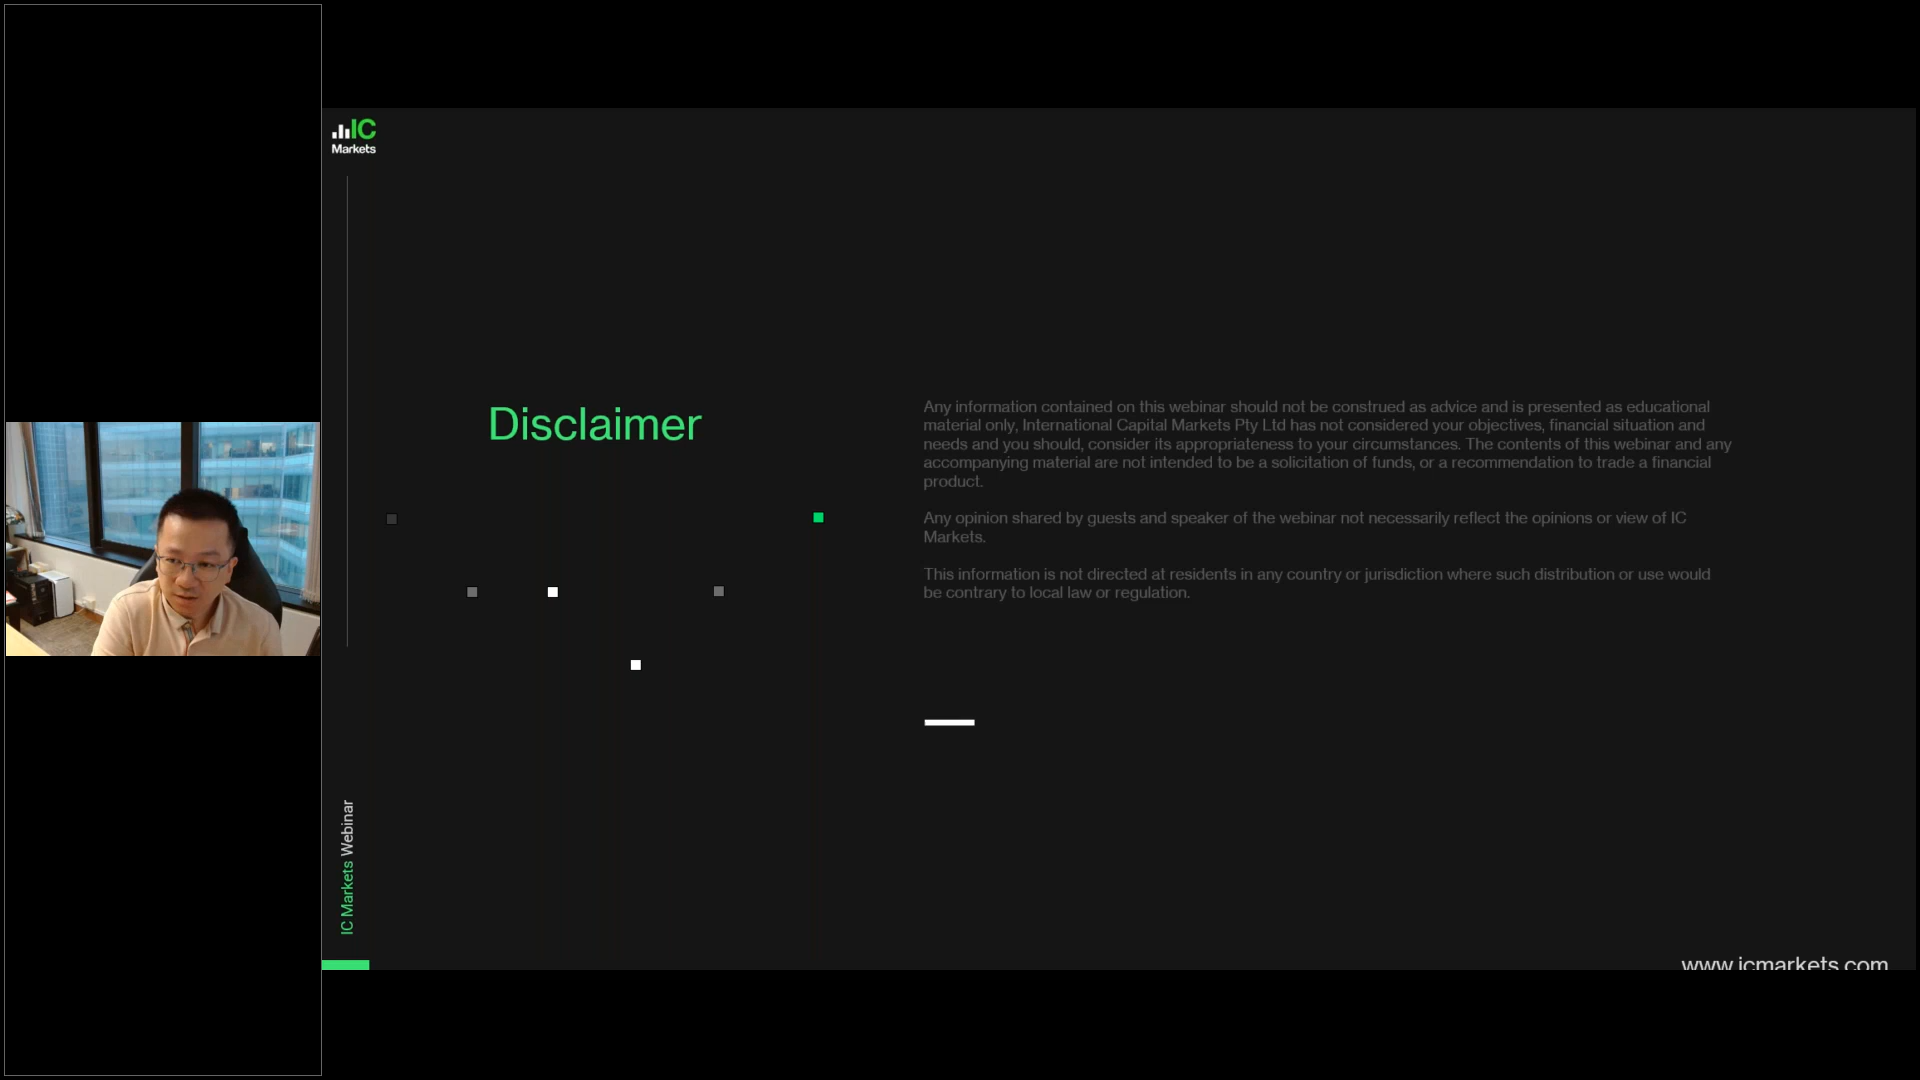 IC
Markets
Disclaimer
Any information contained on this webinar should not be construed as advice and is presented as educational
material only, International Capital Markets Pty Ltd has not considered your objectives, financial situation and
needs and you should, consider its appropriateness to your circumstances. The contents of this webinar and any
accompanying material are not intended to be a solicitation of funds, or a recommendation to trade a financial
product.
Any opinion shared by guests and speaker of the webinar not necessarily reflect the opinions or view of IC
Markets.
This information is not directed at residents in any country or jurisdiction where such distribution or use would
be contrary to local law or regulation.
IC Markets Webinar
www.icmarkets.com